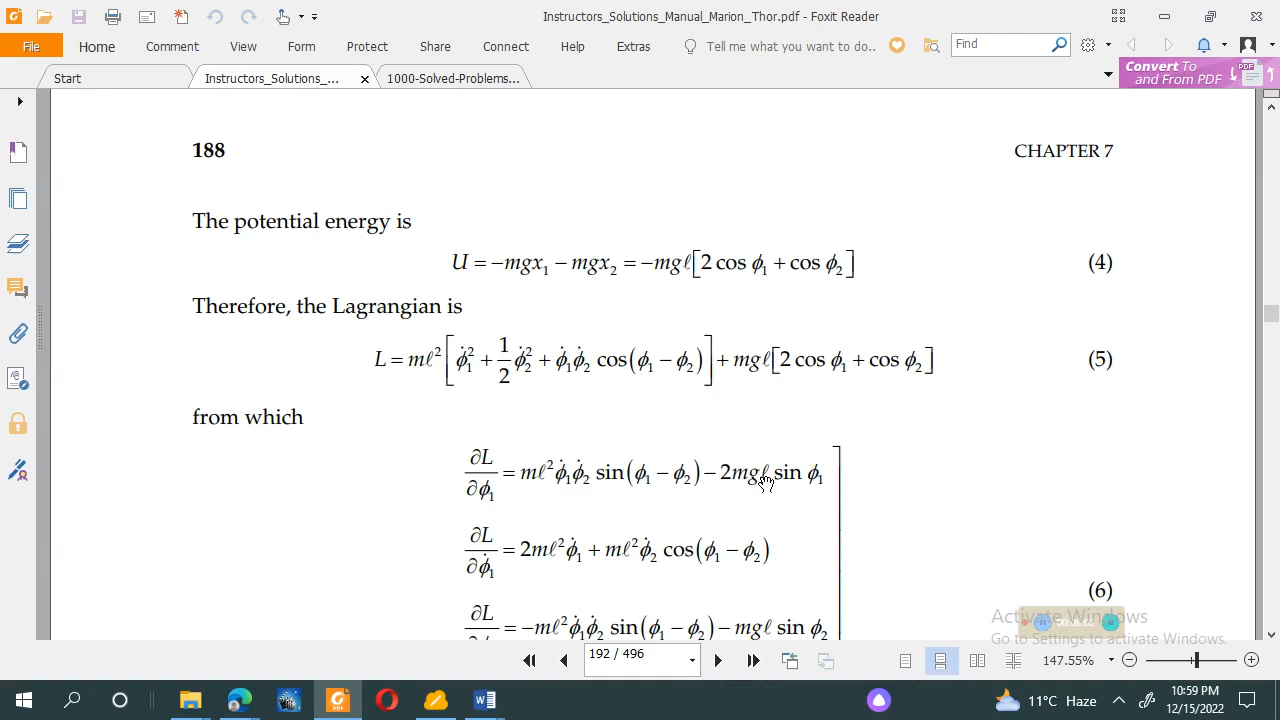 Instructors_Solutions_Manual_Marion_Thor.pdf - Foxit Reader
File Home Comment View Form Protect Share Connect Help Extras Tell me what you want to do.. Find
Start Instructors_Solutions_... 1000-Solved-Problems... Convert To and From PDF PDF
188 CHAPTER 7
The potential energy is
U = −mgx₁ − mgx₂ = −mgℓ[2 cos ϕ₁ + cos ϕ₂] (4)
Therefore, the Lagrangian is
L = mℓ²[ϕ̇₁² + 1/2 ϕ̇₂² + ϕ̇₁ϕ̇₂ cos(ϕ₁ − ϕ₂)] + mgℓ[2 cos ϕ₁ + cos ϕ₂] (5)
from which
∂L/∂ϕ₁ = mℓ²ϕ̇₁ϕ̇₂ sin(ϕ₁ − ϕ₂) − 2mgℓ sin ϕ₁
∂L/∂ϕ̇₁ = 2mℓ²ϕ̇₁ + mℓ²ϕ̇₂ cos(ϕ₁ − ϕ₂)
(6)
∂L = −mℓ²ϕ̇₁ϕ̇₂ sin(ϕ₁ − ϕ₂) − mgℓ sin ϕ₂
Activate Windows
Go to Settings to activate Windows.
192 / 496 147.55%
11°C Haze 10:59 PM
12/15/2022